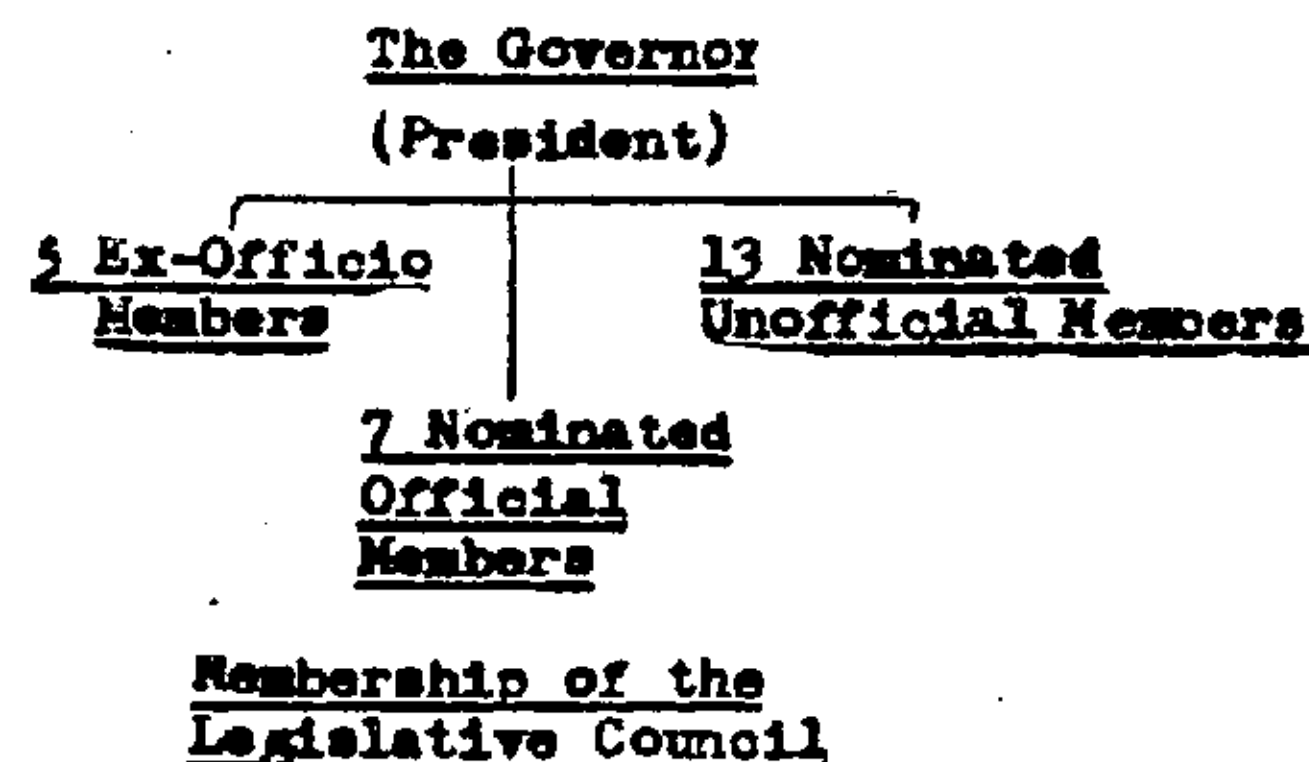 The Governor
(President)
5 Ex-Officio
Members
13 Nominated
Unofficial Members
7 Nominated
Official
Members
Membership of the
Legislative Council